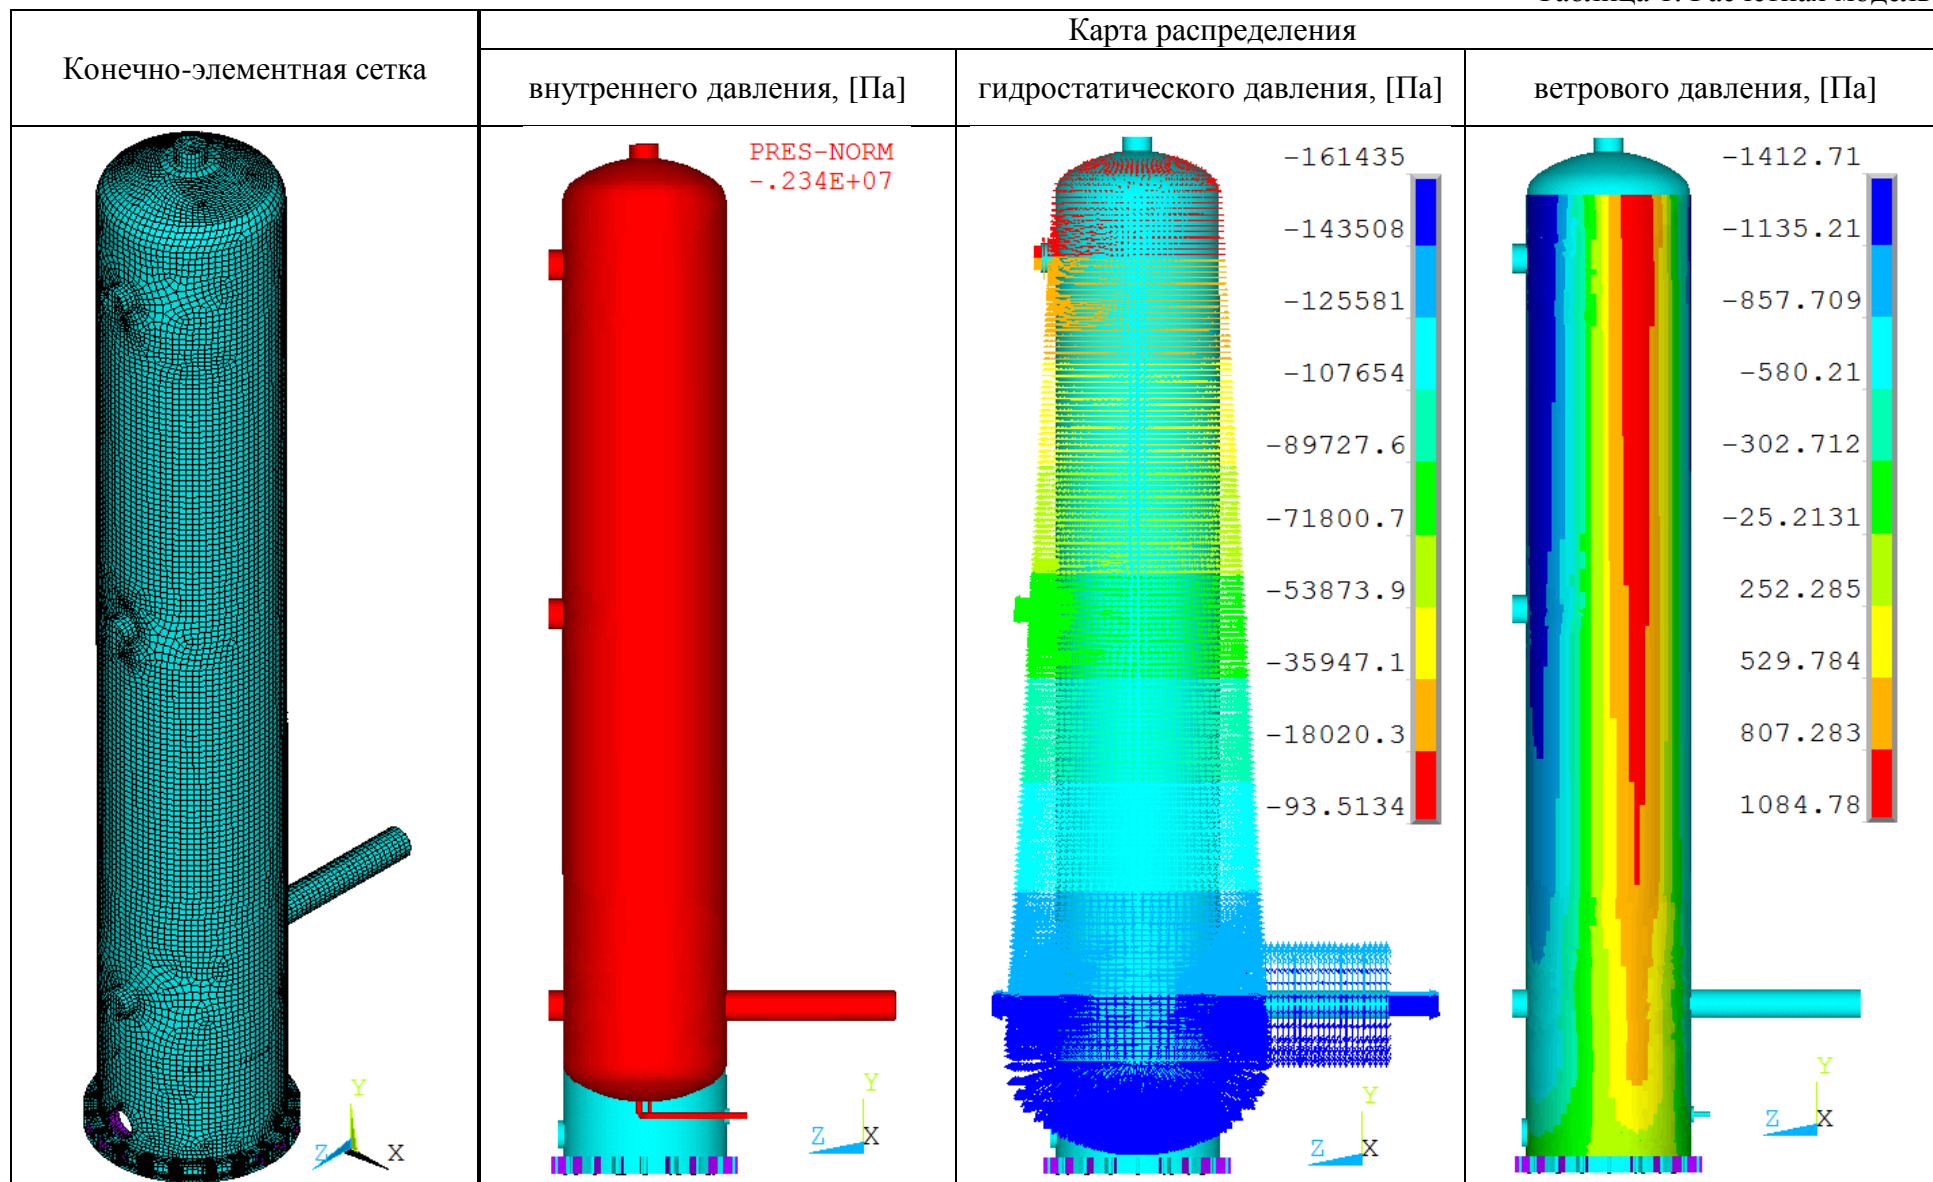 Карта распределения
Конечно-элементная сетка
внутреннего давления, [Па]
гидростатического давления, [Па]
ветрового давления, [Па]
PRES-NORM
-.234E+07
-161435
-143508
-125581
-107654
-89727.6
-71800.7
-53873.9
-35947.1
-18020.3
-93.5134
-1412.71
-1135.21
-857.709
-580.21
-302.712
-25.2131
252.285
529.784
807.283
1084.78
Y
Z
X
Y
Z
X
Y
Z
X
Y
Z
X